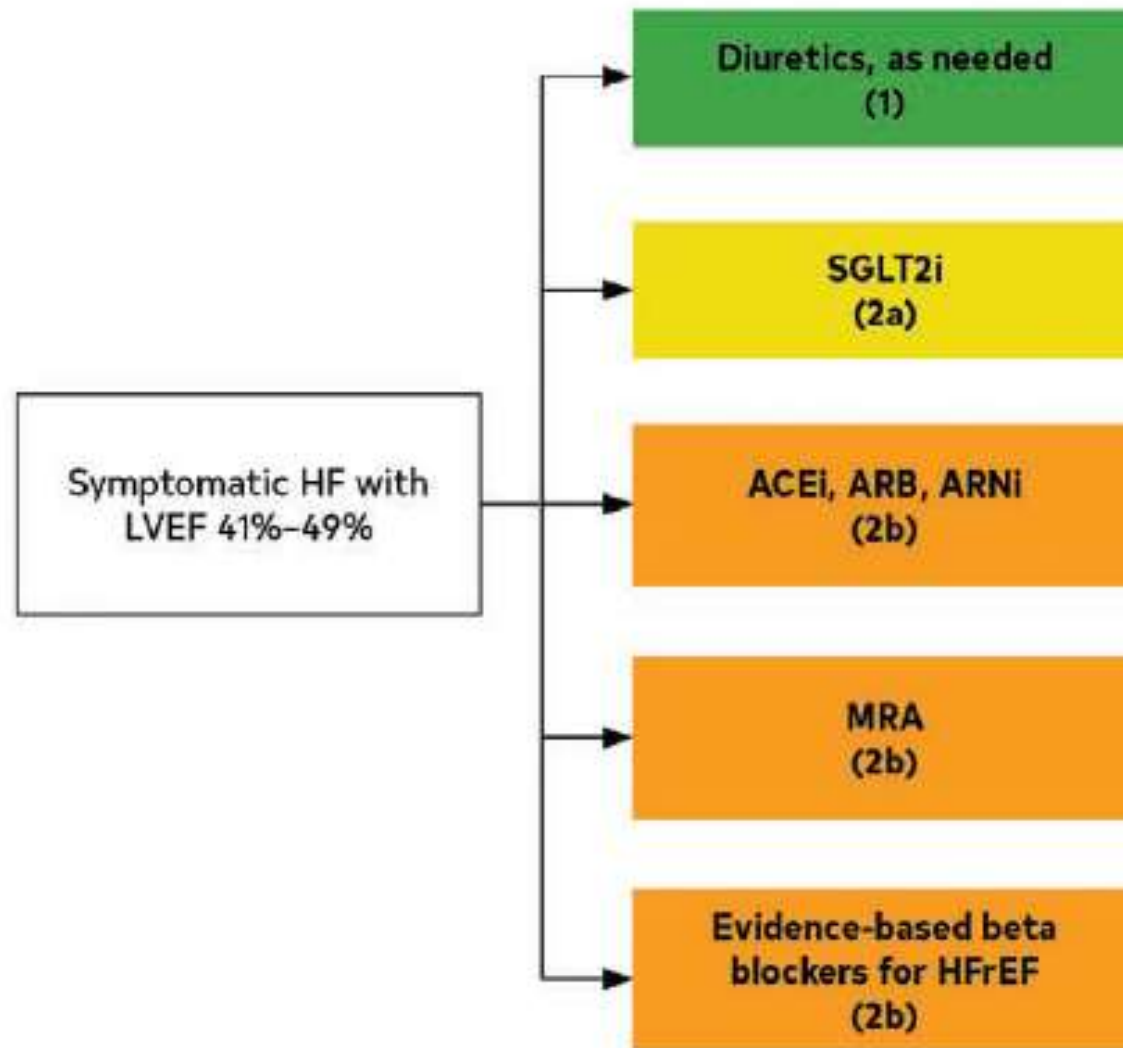 Diuretics, as needed
(1)
SGLT2i
(2a)
Symptomatic HF with
LVEF 41%–49%
ACEi, ARB, ARNi
(2b)
MRA
(2b)
Evidence-based beta
blockers for HFrEF
(2b)